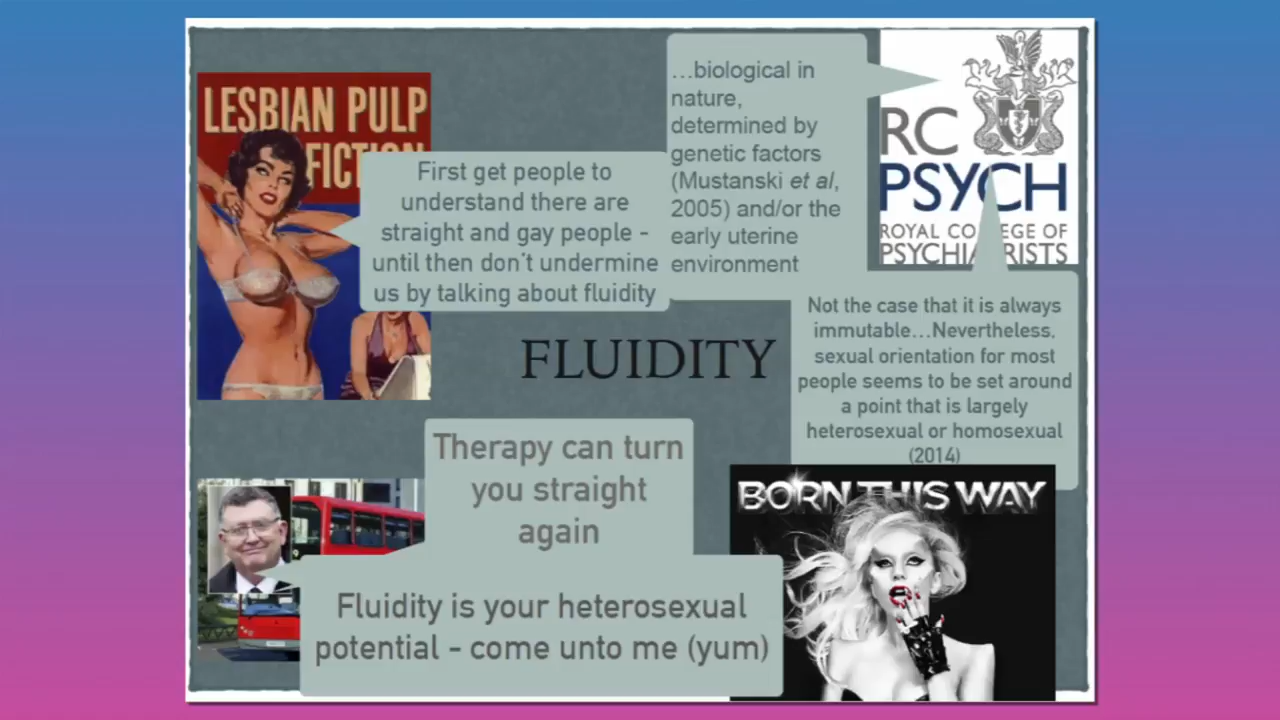 LESBIAN PULP
FICTI
First get people to
understand there are
straight and gay people -
until then don't undermine
us by talking about fluidity
…biological in
nature,
determined by
genetic factors
(Mustanski et al,
2005) and/or the
early uterine
environment
RC
PSYCH
ROYAL COLLEGE OF
PSYCHIATRISTS
Not the case that it is always
immutable…Nevertheless,
sexual orientation for most
people seems to be set around
a point that is largely
heterosexual or homosexual
(2014)
FLUIDITY
Therapy can turn
you straight
again
Fluidity is your heterosexual
potential - come unto me (yum)
BORN THIS WAY